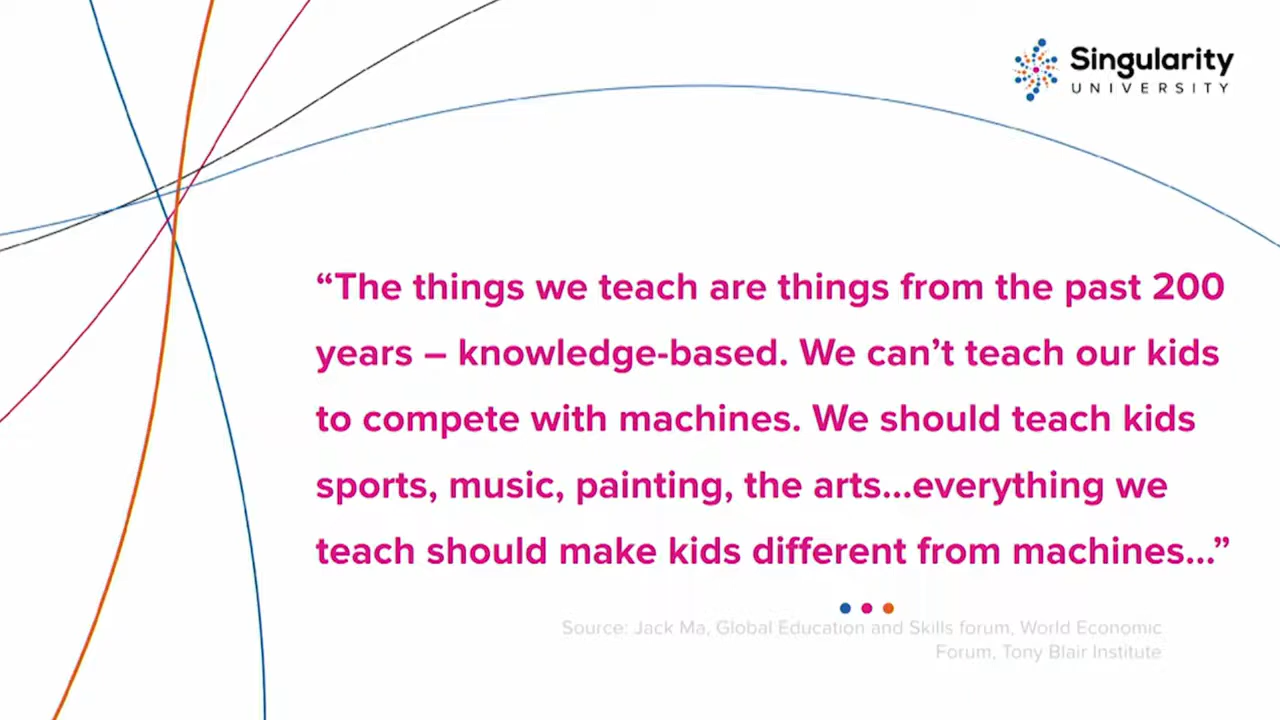 Singularity
UNIVERSITY
“The things we teach are things from the past 200
years – knowledge-based. We can’t teach our kids
to compete with machines. We should teach kids
sports, music, painting, the arts...everything we
teach should make kids different from machines...”
Source: Jack Ma, Global Education and Skills forum, World Economic
Forum, Tony Blair Institute